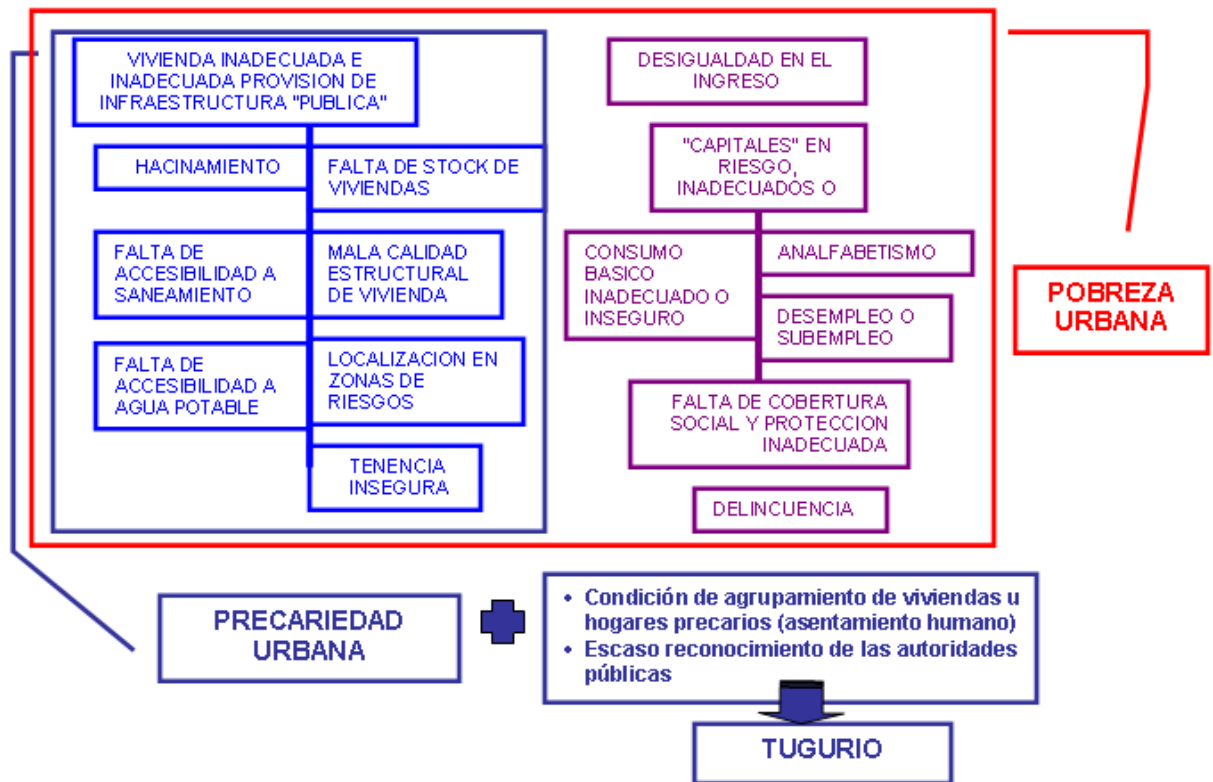 VIVIENDA INADECUADA E
INADECUADA PROVISION DE
INFRAESTRUCTURA "PUBLICA"
HACINAMIENTO
FALTA DE STOCK DE
VIVIENDAS
FALTA DE
ACCESIBILIDAD A
SANEAMIENTO
MALA CALIDAD
ESTRUCTURAL
DE VIVIENDA
FALTA DE
ACCESIBILIDAD A
AGUA POTABLE
LOCALIZACION EN
ZONAS DE
RIESGOS
TENENCIA
INSEGURA
DESIGUALDAD EN EL
INGRESO
"CAPITALES" EN
RIESGO,
INADECUADOS O
CONSUMO
BASICO
INADECUADO O
INSEGURO
ANALFABETISMO
DESEMPLEO O
SUBEMPLEO
FALTA DE COBERTURA
SOCIAL Y PROTECCION
INADECUADA
DELINCUENCIA
POBREZA
URBANA
PRECARIEDAD
URBANA
• Condición de agrupamiento de viviendas u
hogares precarios (asentamiento humano)
• Escaso reconocimiento de las autoridades
públicas
TUGURIO